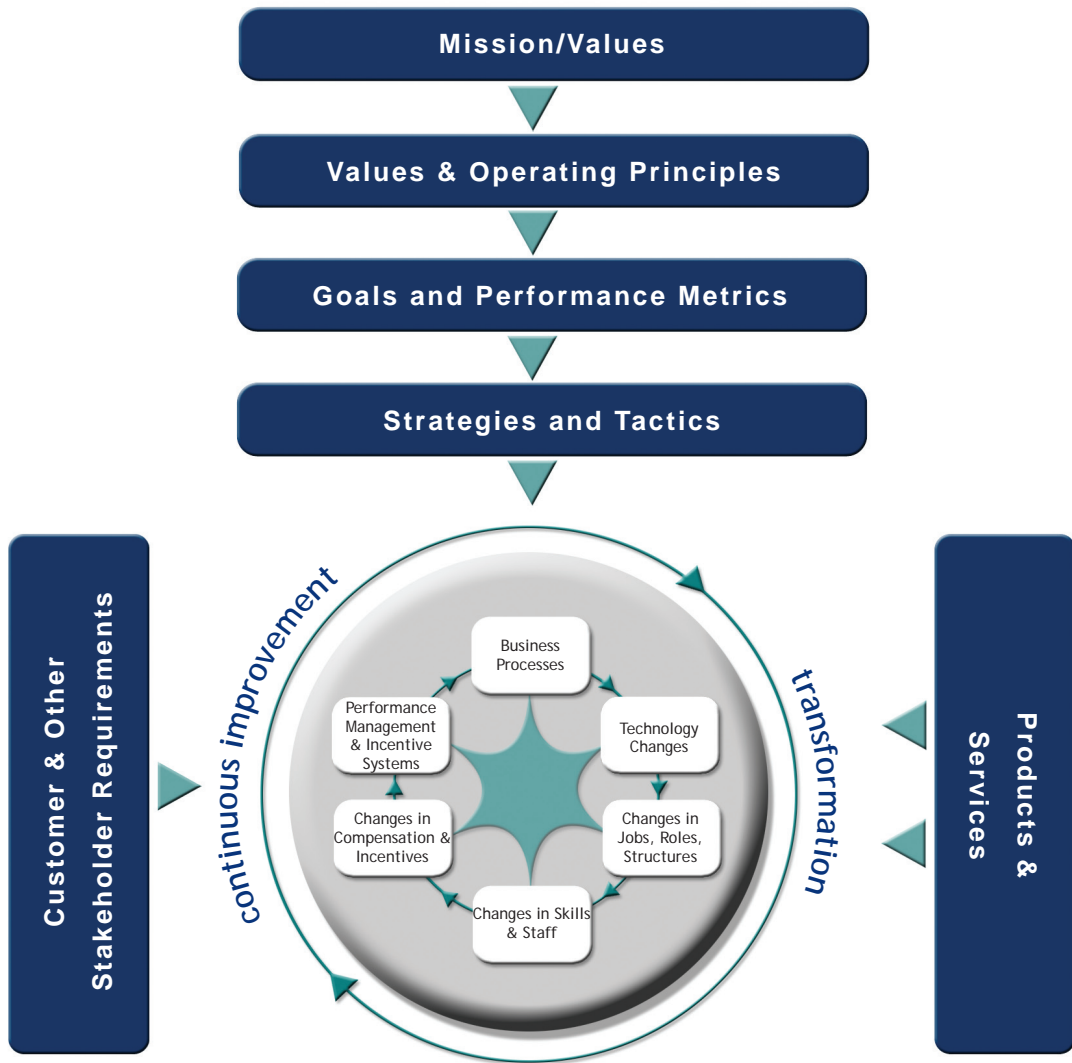 Mission/Values
Values & Operating Principles
Goals and Performance Metrics
Strategies and Tactics
Customer & Other
Stakeholder Requirements
continuous improvement
Business
Processes
Performance
Management
& Incentive
Systems
Technology
Changes
Changes in
Compensation &
Incentives
Changes in
Jobs, Roles,
Structures
Changes in Skills
& Staff
transformation
Products &
Services